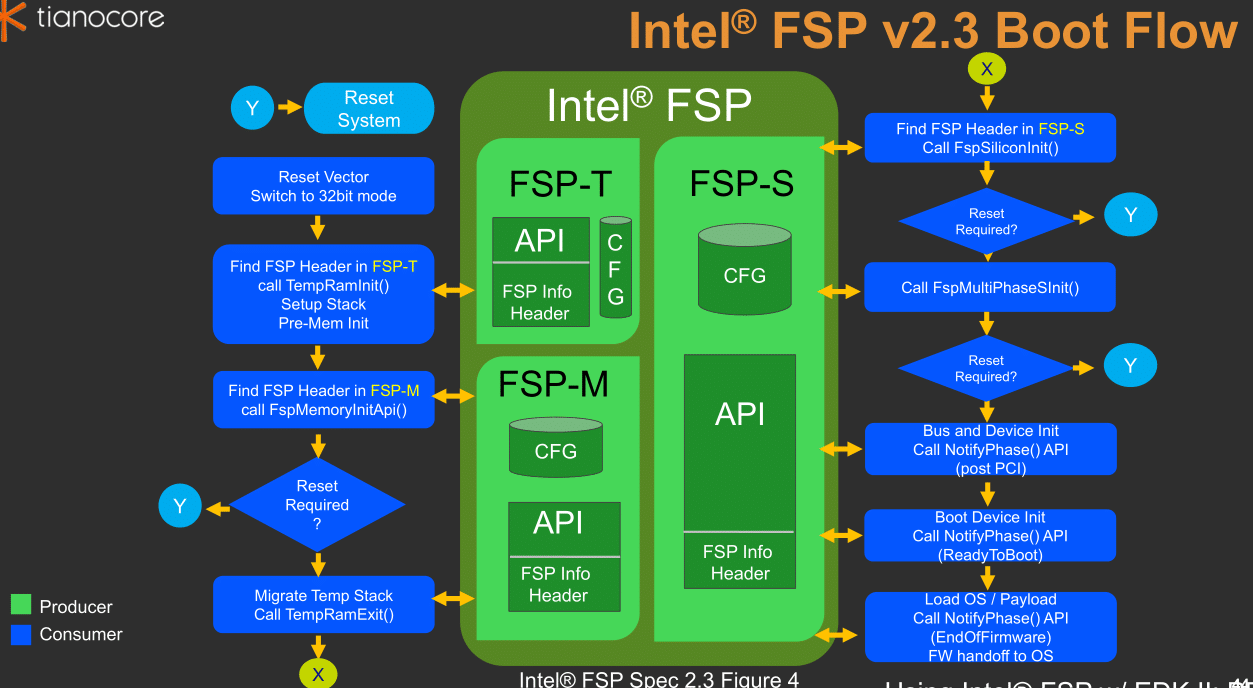 tianocore
Intel® FSP v2.3 Boot Flow
Y
Reset
System
Reset Vector
Switch to 32bit mode
Find FSP Header in FSP-T
call TempRamInit()
Setup Stack
Pre-Mem Init
Find FSP Header in FSP-M
call FspMemoryInitApi()
Reset
Required
?
Y
Migrate Temp Stack
Call TempRamExit()
X
Producer
Consumer
Intel® FSP
FSP-T
API
FSP Info
Header
C
F
G
FSP-M
CFG
API
FSP Info
Header
FSP-S
CFG
API
FSP Info
Header
Intel® FSP Spec 2.3 Figure 4
X
Find FSP Header in FSP-S
Call FspSiliconInit()
Reset
Required?
Y
Call FspMultiPhaseSInit()
Reset
Required?
Y
Bus and Device Init
Call NotifyPhase() API
(post PCI)
Boot Device Init
Call NotifyPhase() API
(ReadyToBoot)
Load OS / Payload
Call NotifyPhase() API
(EndOfFirmware)
FW handoff to OS
Using Intel® FSP w/ EDK II